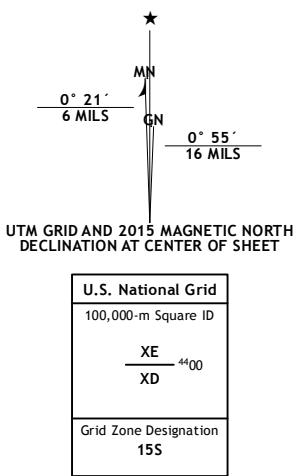 MN
0° 21´
6 MILS
GN
0° 55´
16 MILS
UTM GRID AND 2015 MAGNETIC NORTH
DECLINATION AT CENTER OF SHEET
U.S. National Grid
100,000-m Square ID
XE
4400
XD
Grid Zone Designation
15S